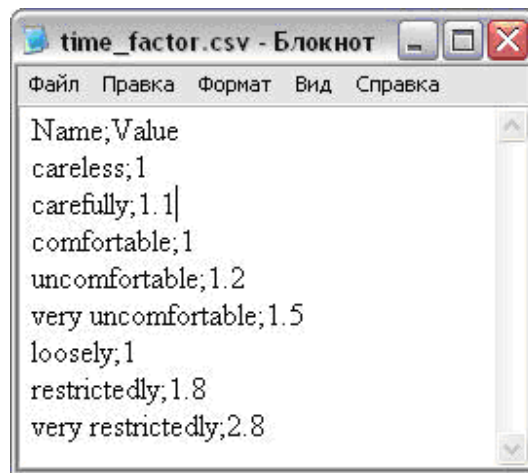 time_factor.csv - Блокнот
Файл Правка Формат Вид Справка
Name;Value
careless;1
carefully;1.1
comfortable;1
uncomfortable;1.2
very uncomfortable;1.5
loosely;1
restrictedly;1.8
very restrictedly;2.8